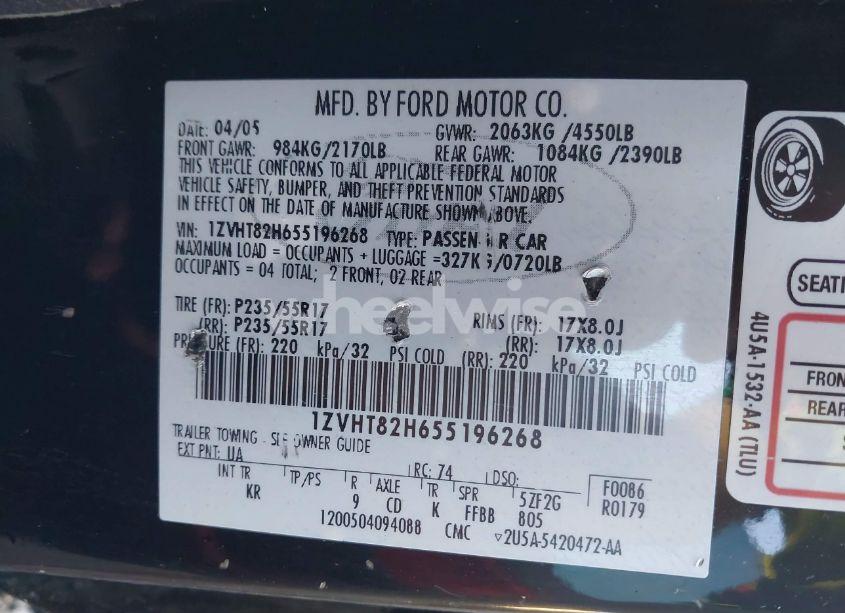 MFD. BY FORD MOTOR CO.
DATE: 04/05 GVWR: 2063KG /4550LB
FRONT GAWR: 984KG/2170LB REAR GAWR: 1084KG /2390LB
THIS VEHICLE CONFORMS TO ALL APPLICABLE FEDERAL MOTOR
VEHICLE SAFETY, BUMPER, AND THEFT PREVENTION STANDARDS
IN EFFECT ON THE DATE OF MANUFACTURE SHOWN ABOVE.
VIN: 1ZVHT82H655196268 TYPE: PASSEN R CAR
MAXIMUM LOAD = OCCUPANTS + LUGGAGE =327K /0720LB
OCCUPANTS = 04 TOTAL; 2 FRONT, 02 REAR
TIRE (FR): P235/55R17 RIMS (FR): 17X8.0J
(RR): P235/55R17 (RR): 17X8.0J
PRESSURE (FR): 220 kPa/32 PSI COLD (RR): 220 kPa/32 PSI COLD
1ZVHT82H655196268
TRAILER TOWING - SEE OWNER GUIDE
EXT PNT: UA RC: 74 DSO:
INT TR TP/PS R AXLE TR SPR 5ZF2G F0086
KR 9 CD K FFBB 805 R0179
1200504094088 CMC ▽2U5A-5420472-AA
4U5A-1532-AA (TLU)
SEATI
FRON
REAR
S
heelwise